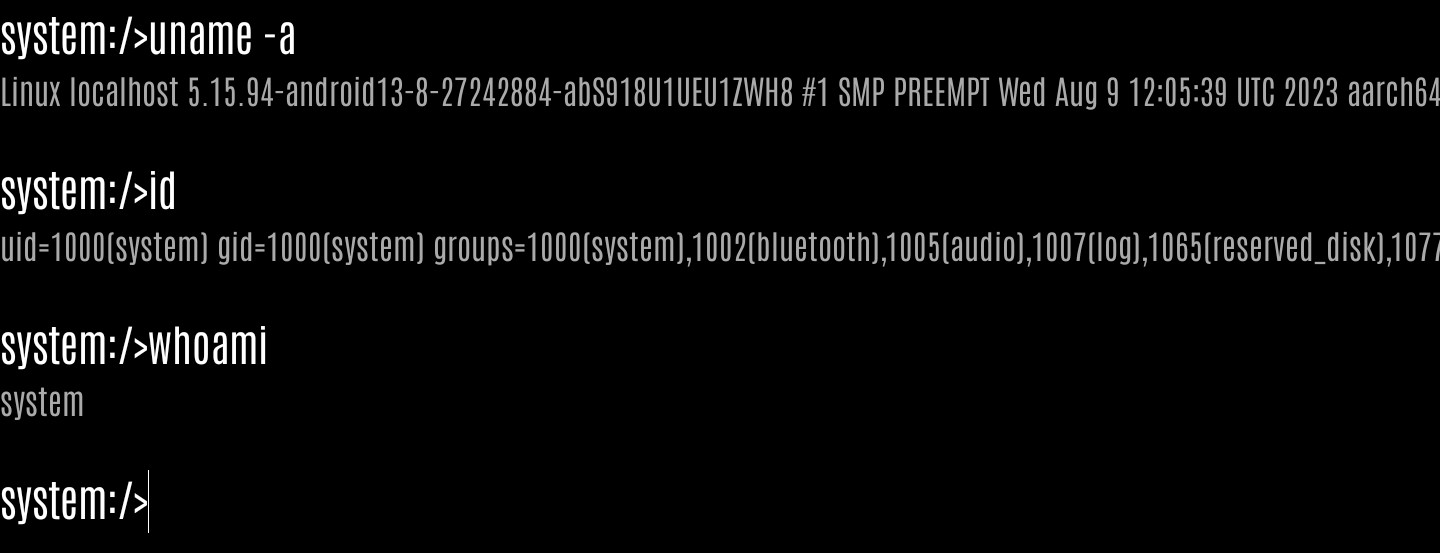 system:/>uname -a
Linux localhost 5.15.94-android13-8-27242884-abS918U1UEU1ZWH8 #1 SMP PREEMPT Wed Aug 9 12:05:39 UTC 2023 aarch64
system:/>id
uid=1000(system) gid=1000(system) groups=1000(system),1002(bluetooth),1005(audio),1007(log),1065(reserved_disk),1077
system:/>whoami
system
system:/>